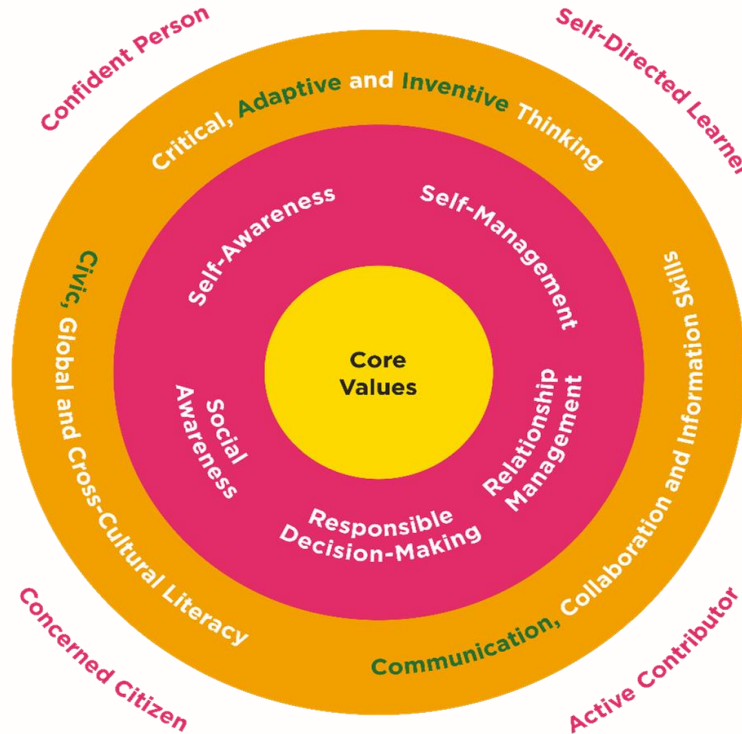 Confident Person
Self-Directed Learner
Critical, Adaptive and Inventive Thinking
Self-Awareness
Self-Management
Civic, Global and Cross-Cultural Literacy
Communication, Collaboration and Information Skills
Core
Values
Social
Awareness
Relationship
Management
Responsible
Decision-Making
Concerned Citizen
Active Contributor